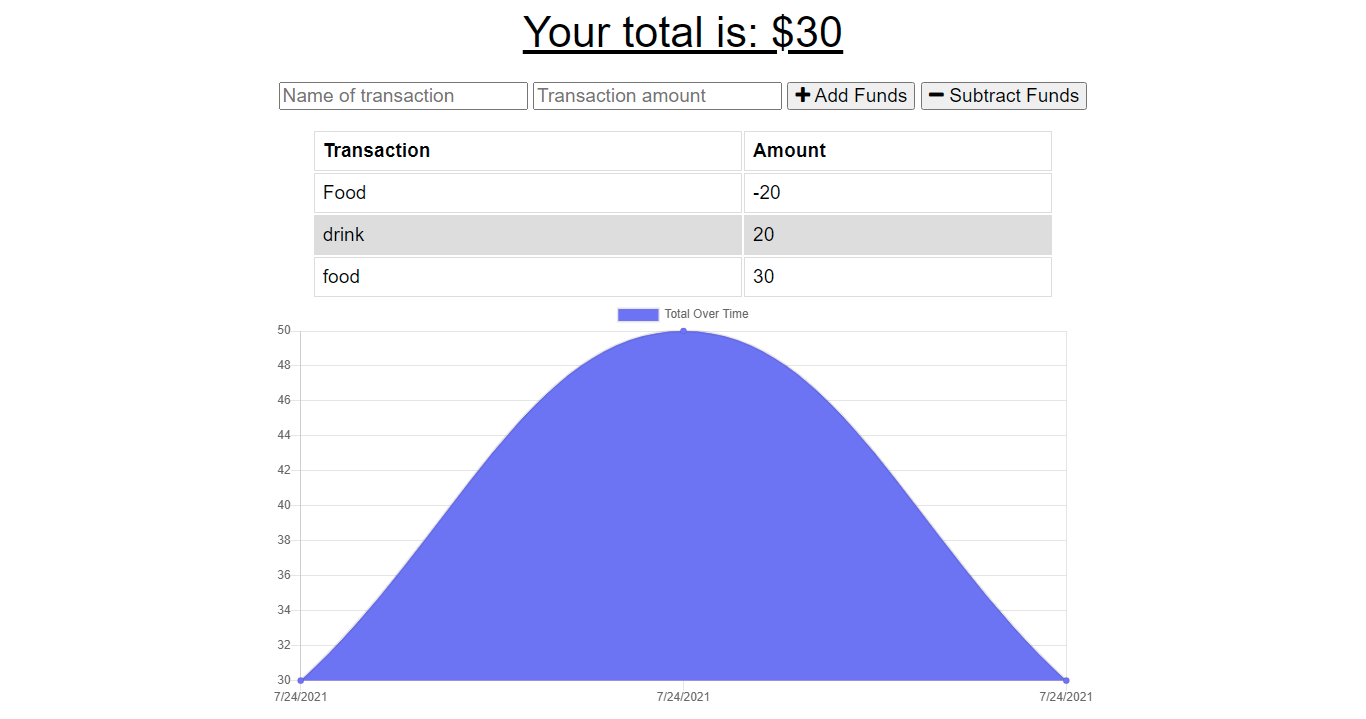 Your total is: $30
Name of transaction Transaction amount Add Funds Subtract Funds
Transaction Amount
Food -20
drink 20
food 30
Total Over Time
50
48
46
44
42
40
38
36
34
32
30
7/24/2021 7/24/2021 7/24/2021